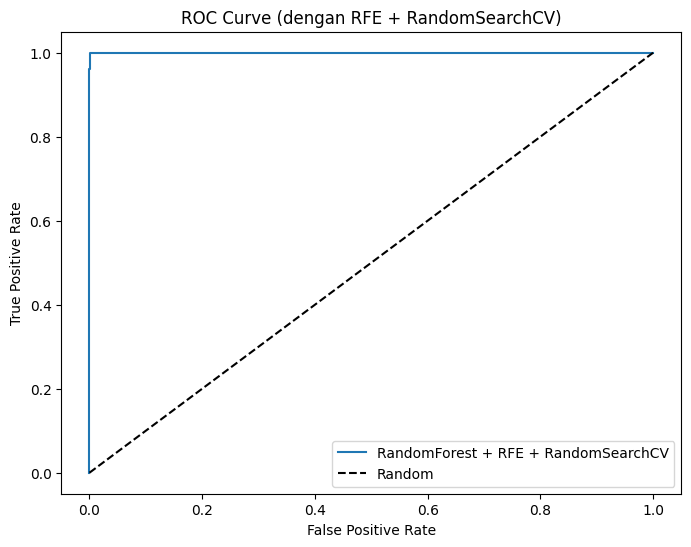 ROC Curve (dengan RFE + RandomSearchCV)
True Positive Rate
1.0
0.8
0.6
0.4
0.2
0.0
RandomForest + RFE + RandomSearchCV
Random
0.0 0.2 0.4 0.6 0.8 1.0
False Positive Rate